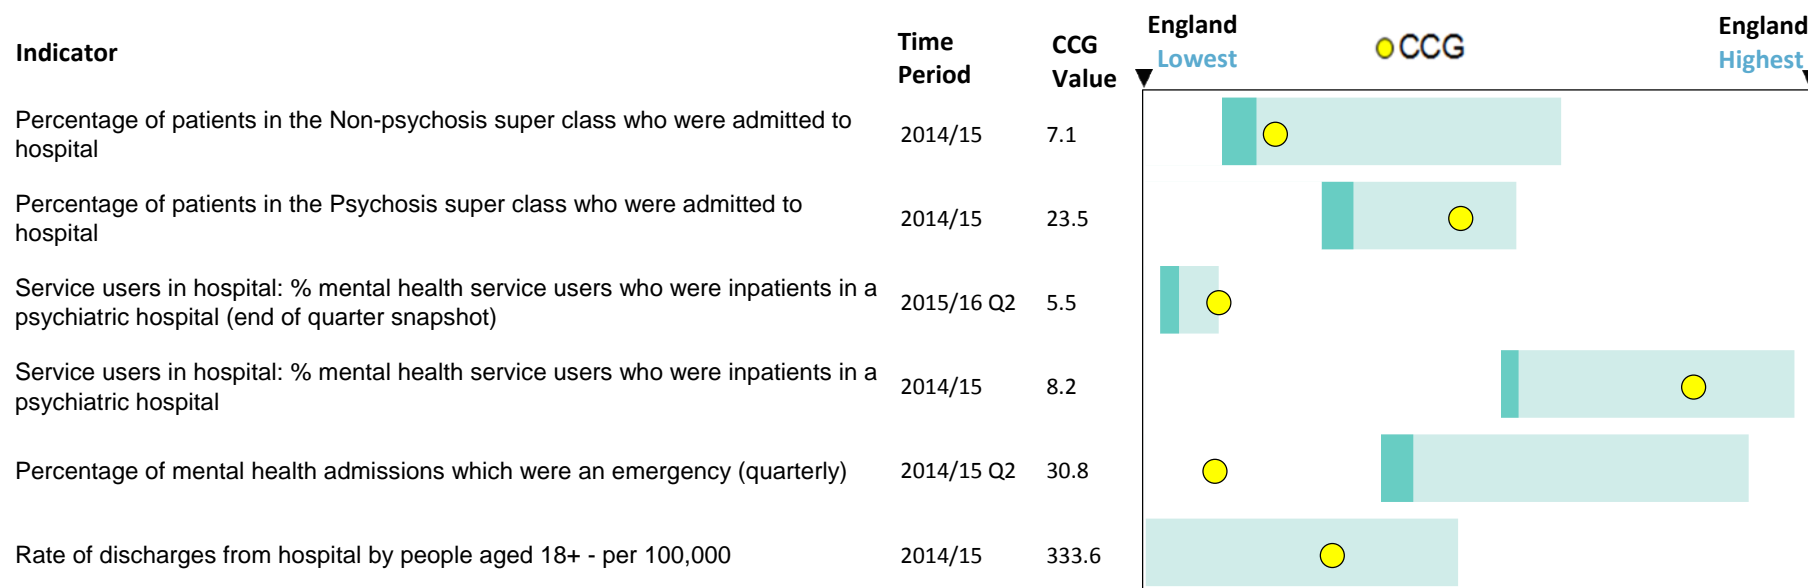 Indicator
Time
Period
CCG
Value
England
Lowest
CCG
England
Highest
Percentage of patients in the Non-psychosis super class who were admitted to
hospital
2014/15
7.1
Percentage of patients in the Psychosis super class who were admitted to
hospital
2014/15
23.5
Service users in hospital: % mental health service users who were inpatients in a
psychiatric hospital (end of quarter snapshot)
2015/16 Q2
5.5
Service users in hospital: % mental health service users who were inpatients in a
psychiatric hospital
2014/15
8.2
Percentage of mental health admissions which were an emergency (quarterly)
2014/15 Q2
30.8
Rate of discharges from hospital by people aged 18+ - per 100,000
2014/15
333.6